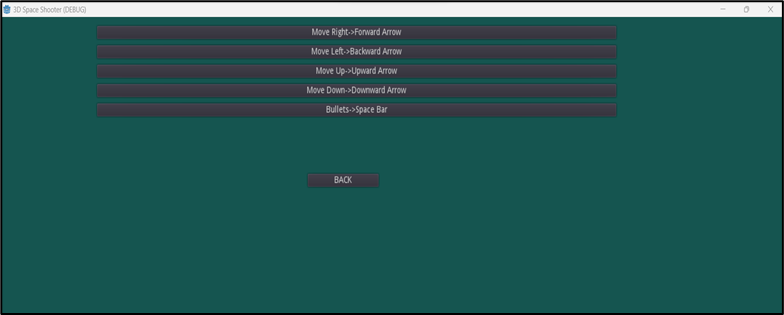 3D Space Shooter (DEBUG)
Move Right->Forward Arrow
Move Left->Backward Arrow
Move Up->Upward Arrow
Move Down->Downward Arrow
Bullets->Space Bar
BACK